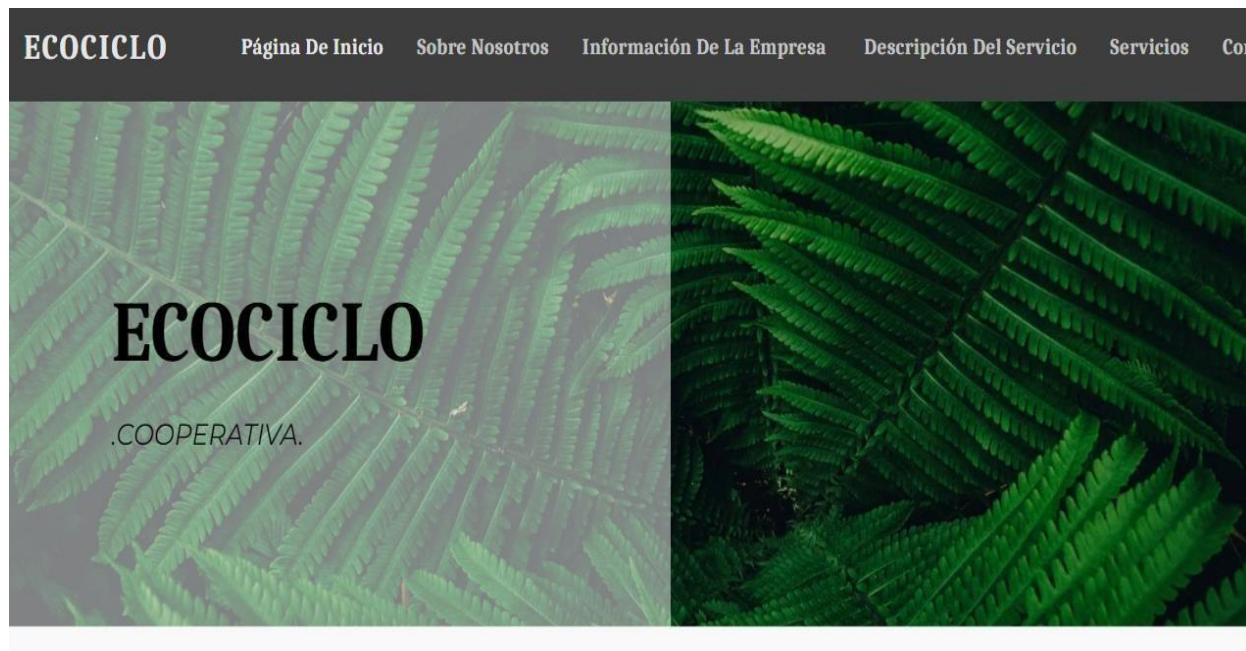 ECOCICLO Página De Inicio Sobre Nosotros Información De La Empresa Descripción Del Servicio Servicios
ECOCICLO
.COOPERATIVA.